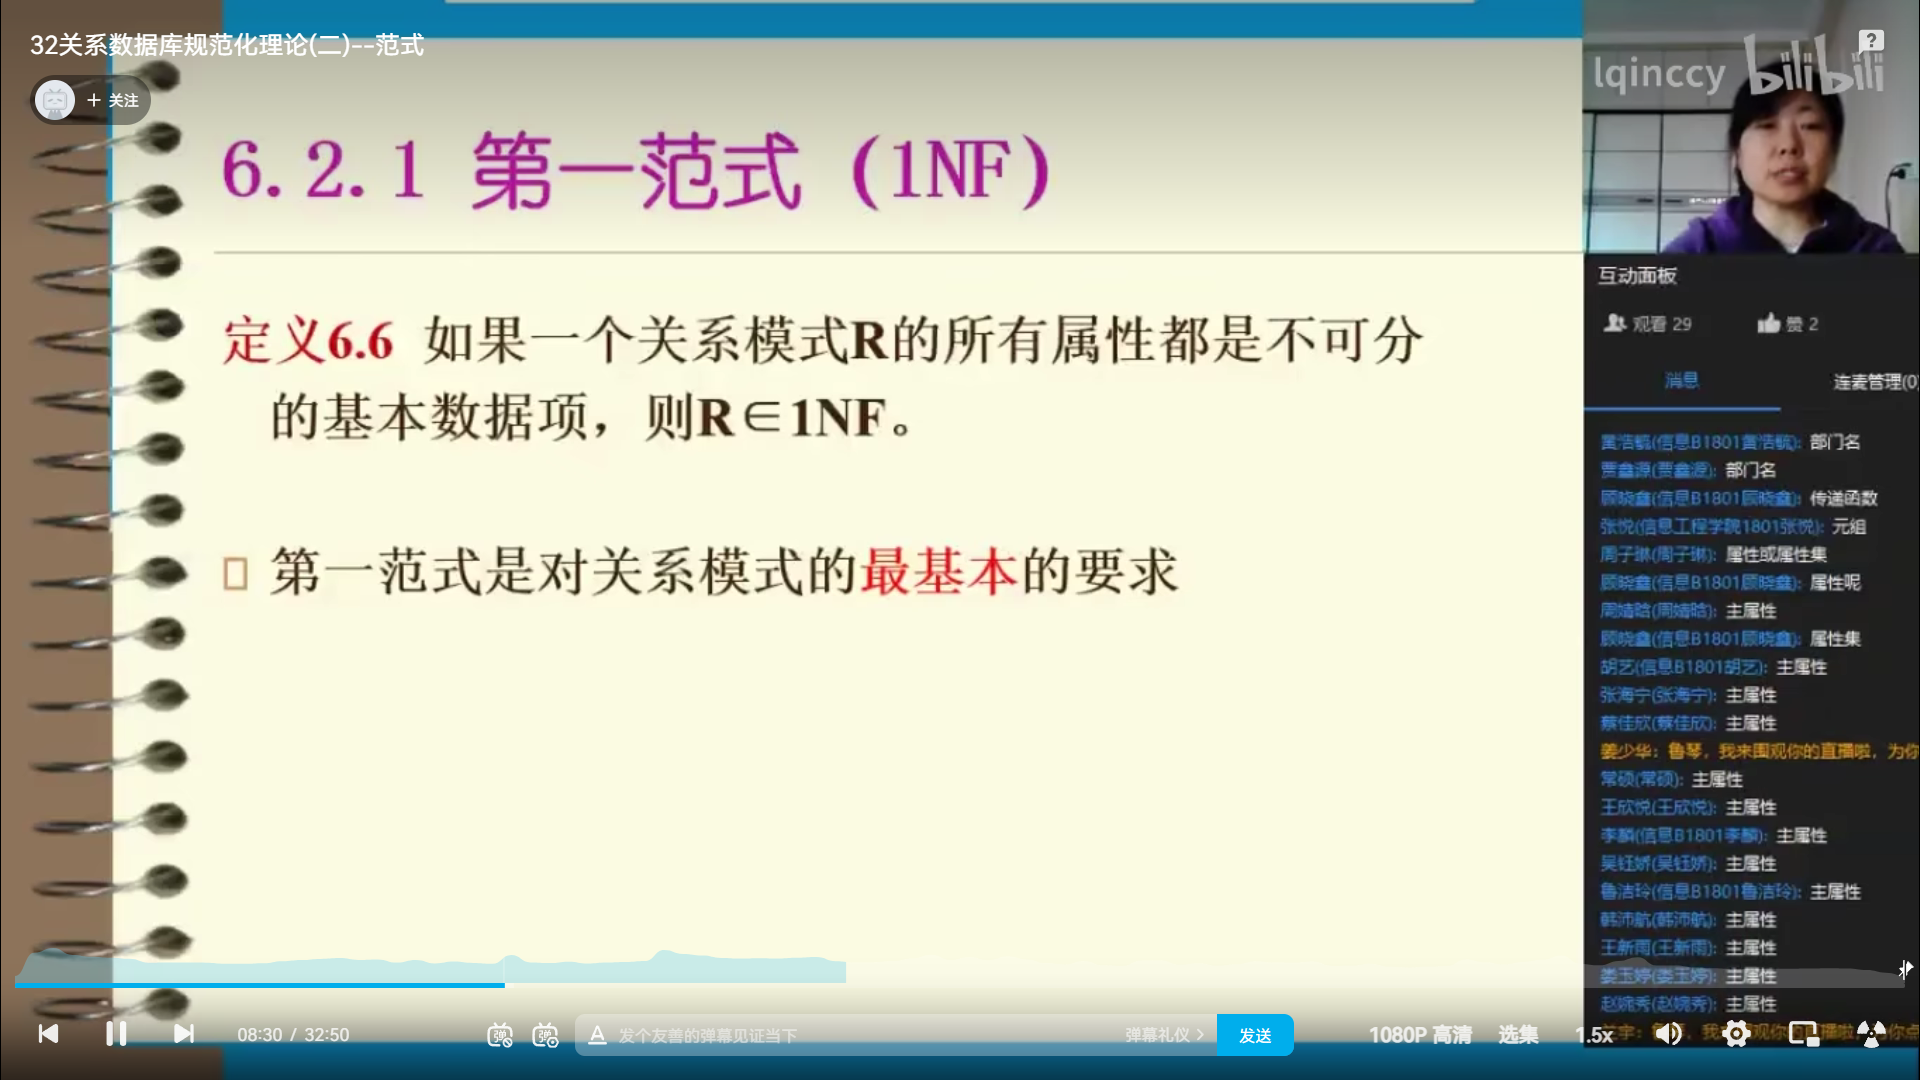 32关系数据库规范化理论(二)--范式
+ 关注
lqinccy bilibili
6.2.1 第一范式（1NF）
定义6.6 如果一个关系模式R的所有属性都是不可分
的基本数据项，则R∈1NF。
第一范式是对关系模式的最基本的要求
互动面板
观看 29
赞 2
消息
连麦管理(0)
黄浩毓(信息B1801黄浩毓): 部门名
贾鑫源(贾鑫源): 部门名
顾晓鑫(信息B1801顾晓鑫): 传递函数
张悦(信息工程学院1801张悦): 元组
周子琳(周子琳): 属性或属性集
顾晓鑫(信息B1801顾晓鑫): 属性呢
周婧晗(周婧晗): 主属性
顾晓鑫(信息B1801顾晓鑫): 属性集
胡艺(信息B1801胡艺): 主属性
张海宁(张海宁): 主属性
蔡佳欣(蔡佳欣): 主属性
姜少华: 鲁琴，我来围观你的直播啦，为你
常硕(常硕): 主属性
王欣悦(王欣悦): 主属性
李麟(信息B1801李麟): 主属性
吴钰娇(吴钰娇): 主属性
鲁洁玲(信息B1801鲁洁玲): 主属性
韩沛航(韩沛航): 主属性
王新雨(王新雨): 主属性
娄玉婷(娄玉婷): 主属性
赵婉秀(赵婉秀): 主属性
08:30 / 32:50
发个友善的弹幕见证当下
弹幕礼仪 >
发送
1080P 高清
选集
1.5x